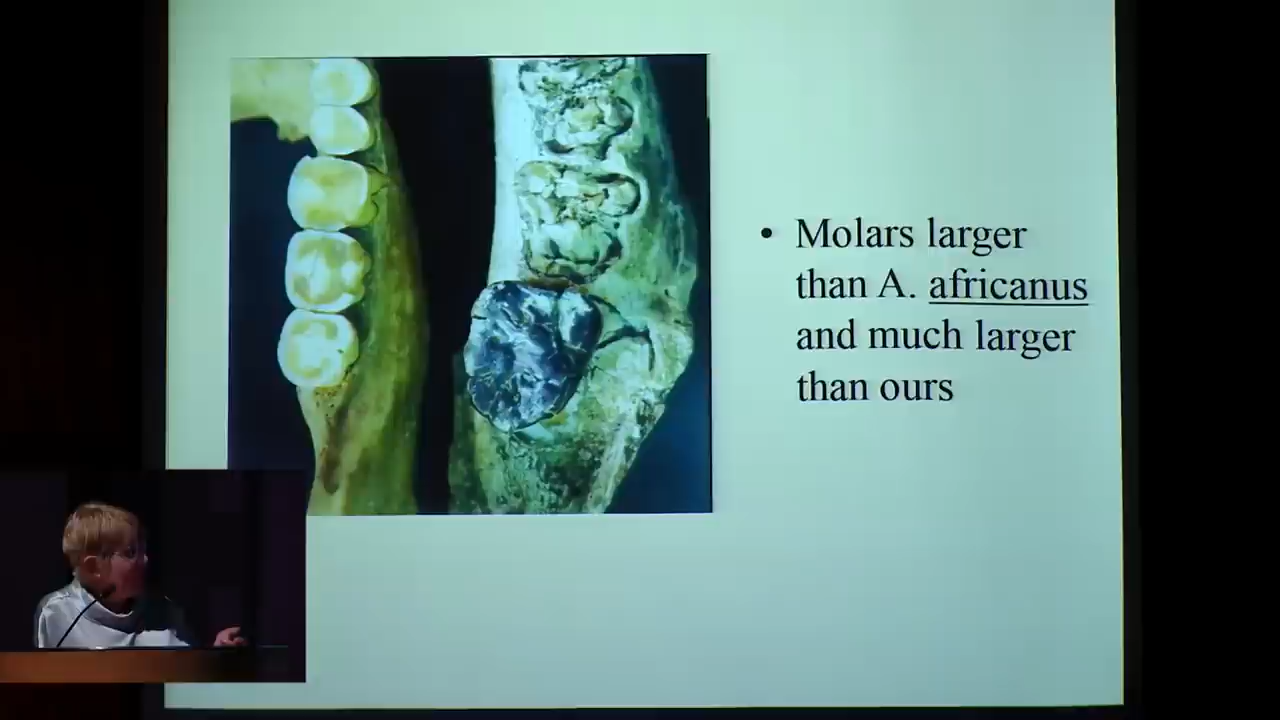 • Molars larger
than A. africanus
and much larger
than ours